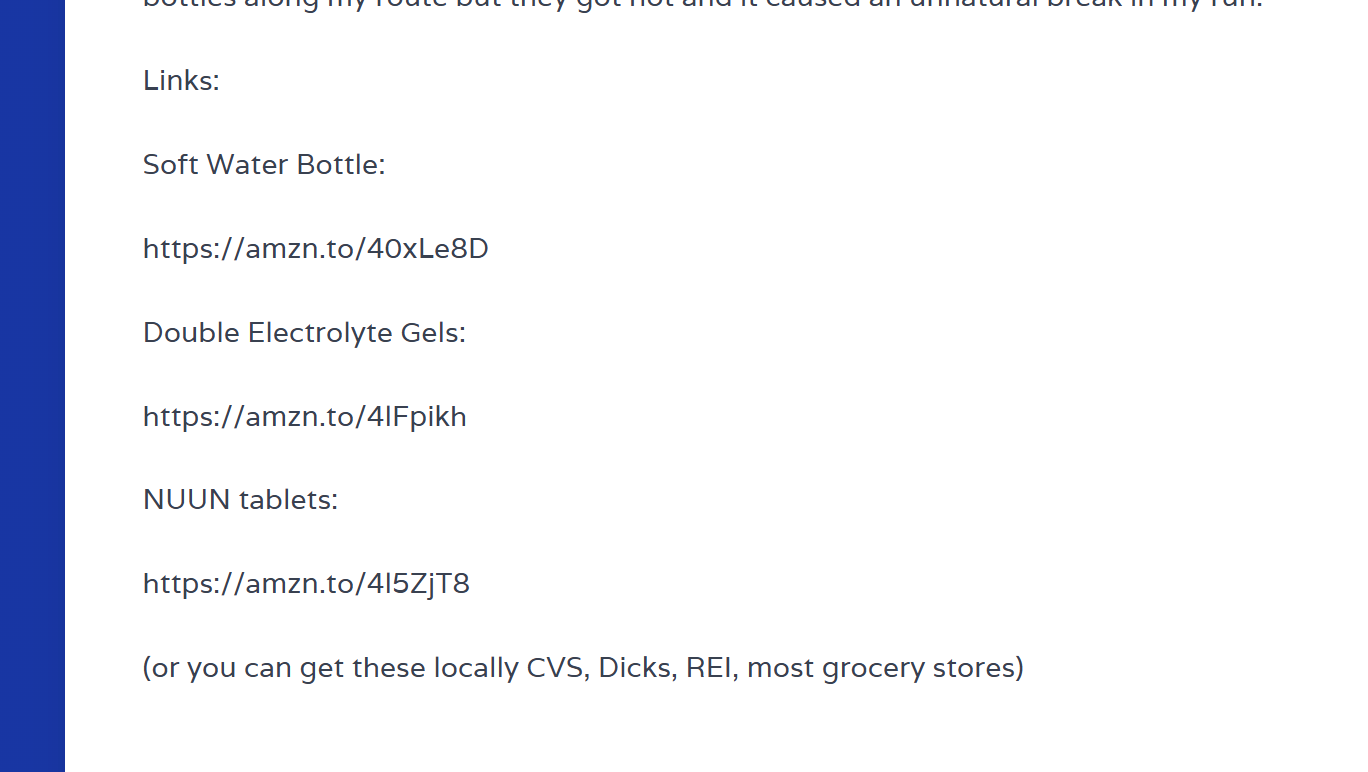 bottles along my route but they got hot and it caused an unnatural break in my run.
Links:
Soft Water Bottle:
https://amzn.to/40xLe8D
Double Electrolyte Gels:
https://amzn.to/4lFpikh
NUUN tablets:
https://amzn.to/4l5ZjT8
(or you can get these locally CVS, Dicks, REI, most grocery stores)